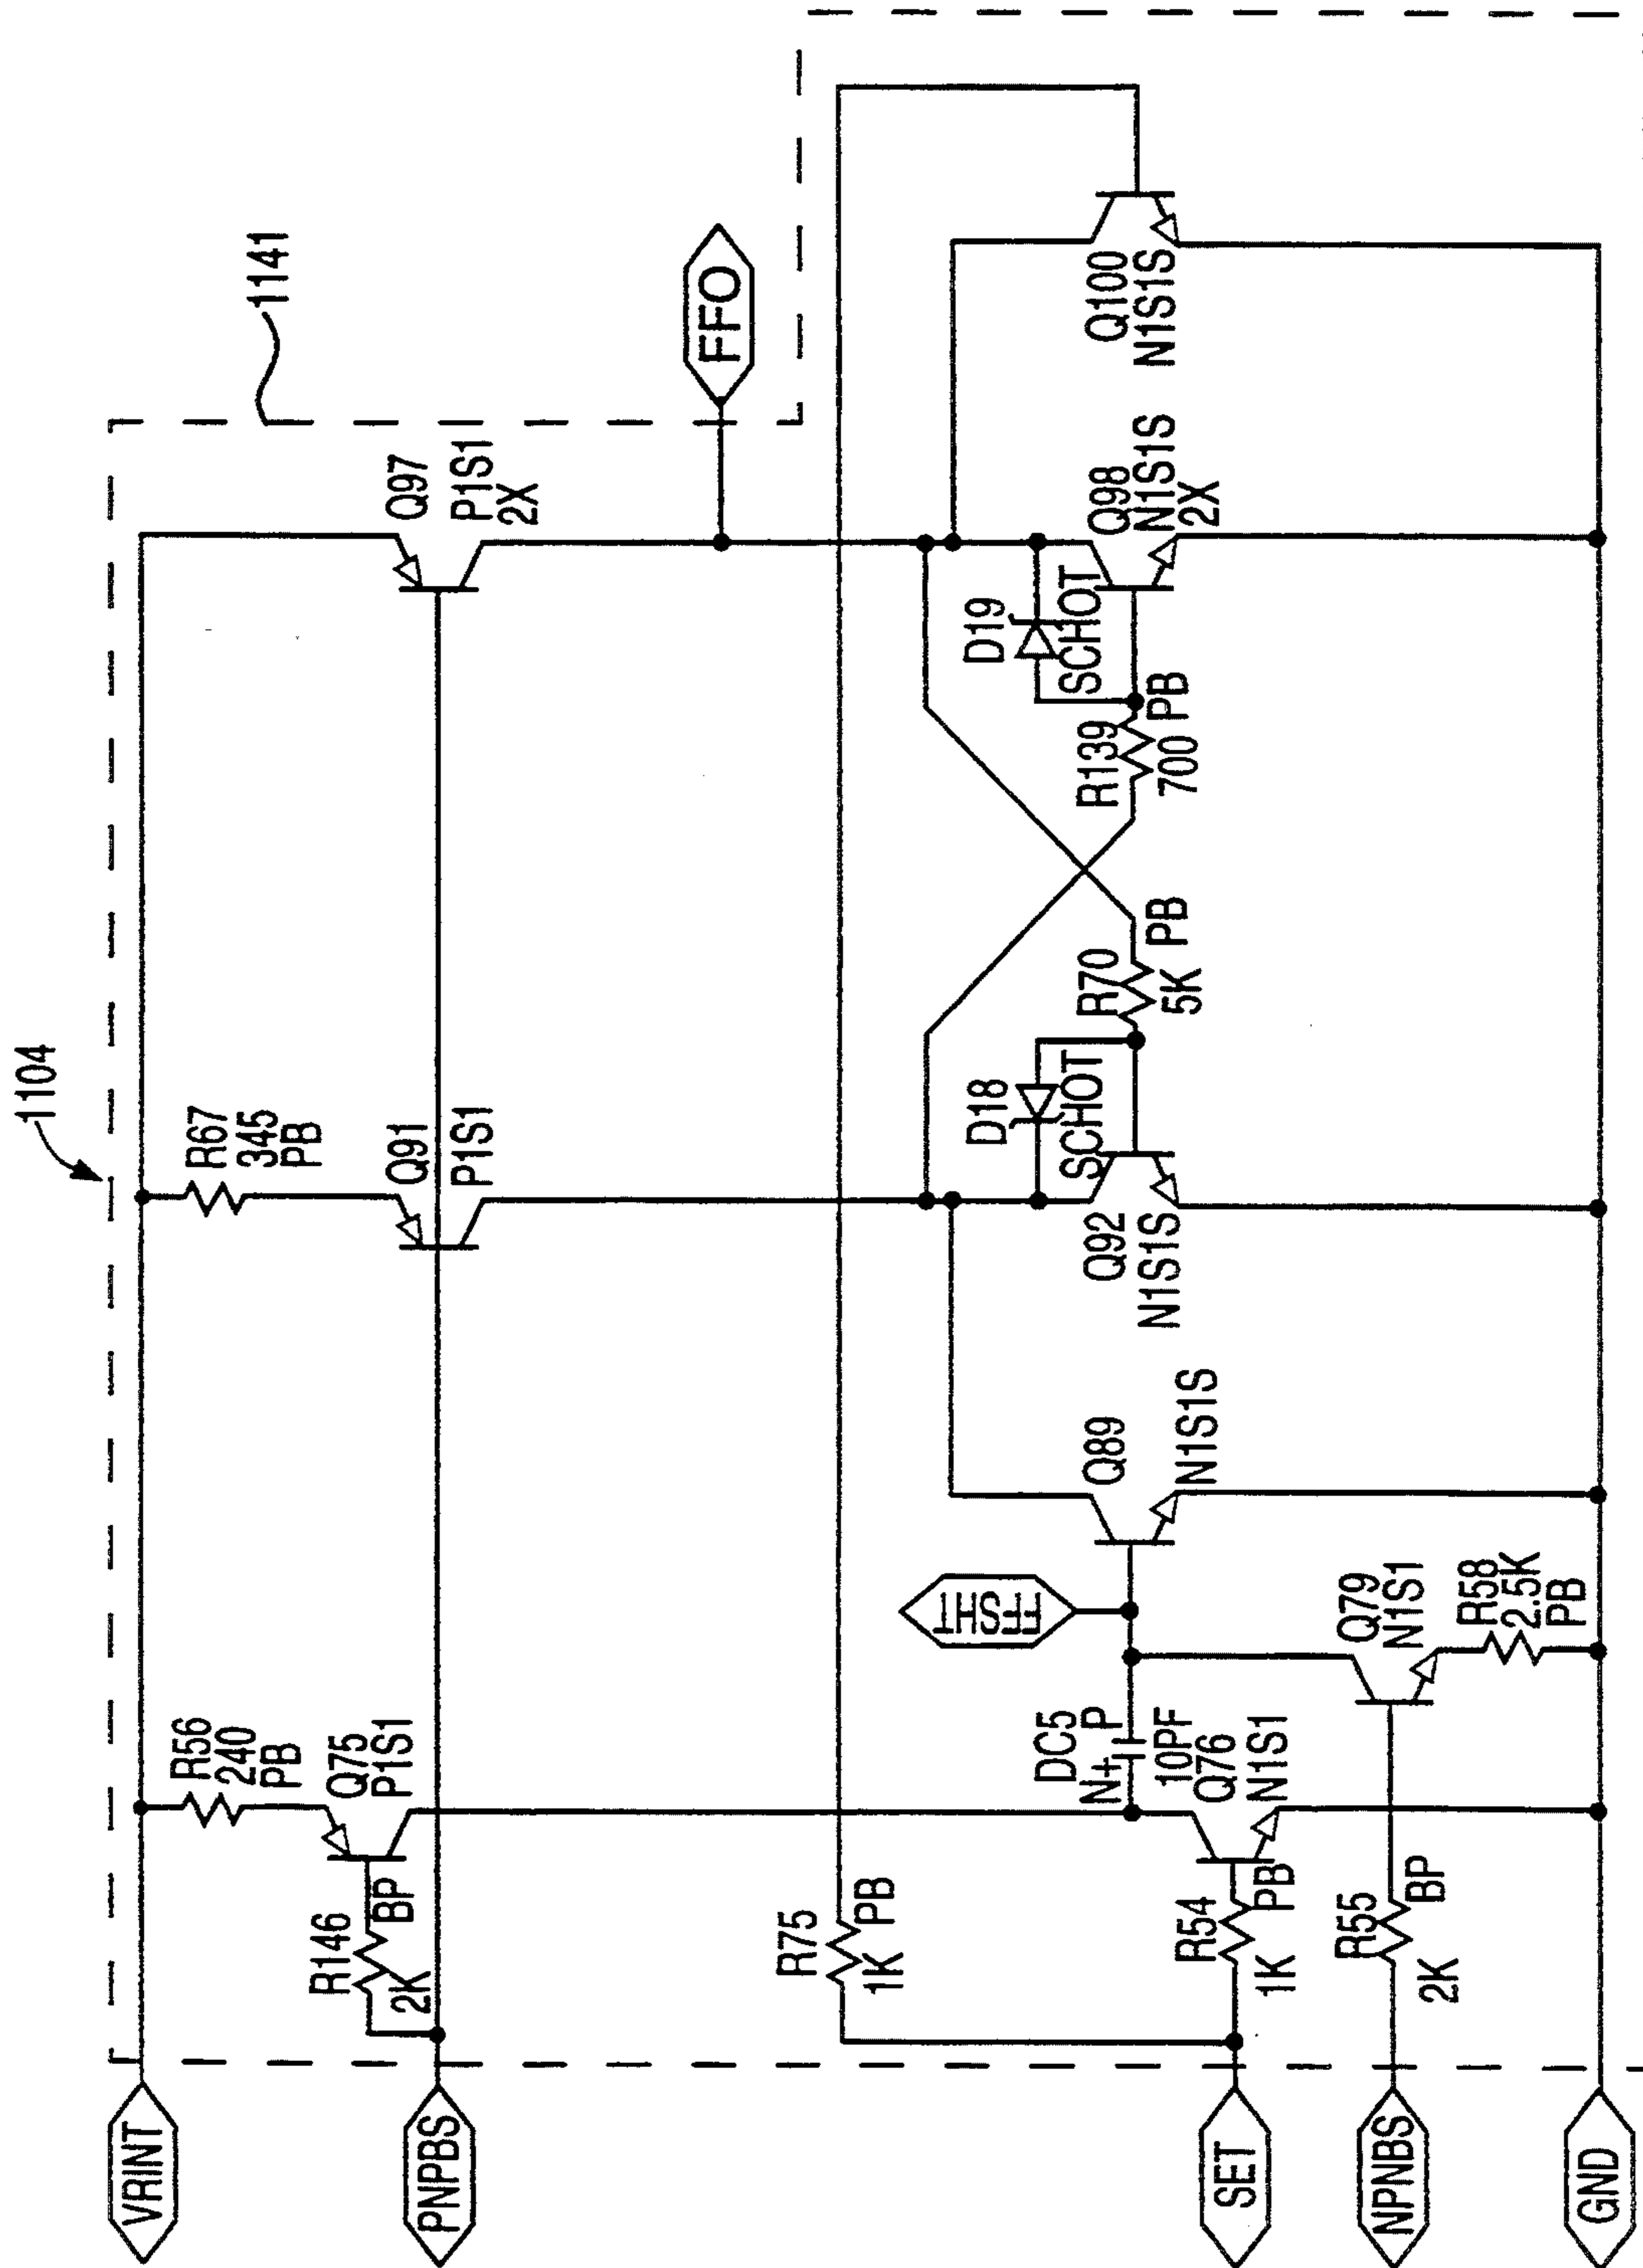 1104
1141
VRINT
PNPBS
SET
NPNBS
GND
FFO
FFSHT
R56
240
PB
Q75
P1S1
R146
BP
2K
R67
345
PB
Q91
P1S1
Q97
P1S1
2X
R75
PB
1K
R54
PB
1K
R55
BP
2K
DC5
N+ P
10PF
Q76
N1S1
Q79
N1S1
R58
2.5K
PB
Q89
N1S1S
D18
SCHOT
Q92
N1S1S
R70
PB
5K
D19
SCHOT
R139
PB
700
Q98
N1S1S
2X
Q100
N1S1S